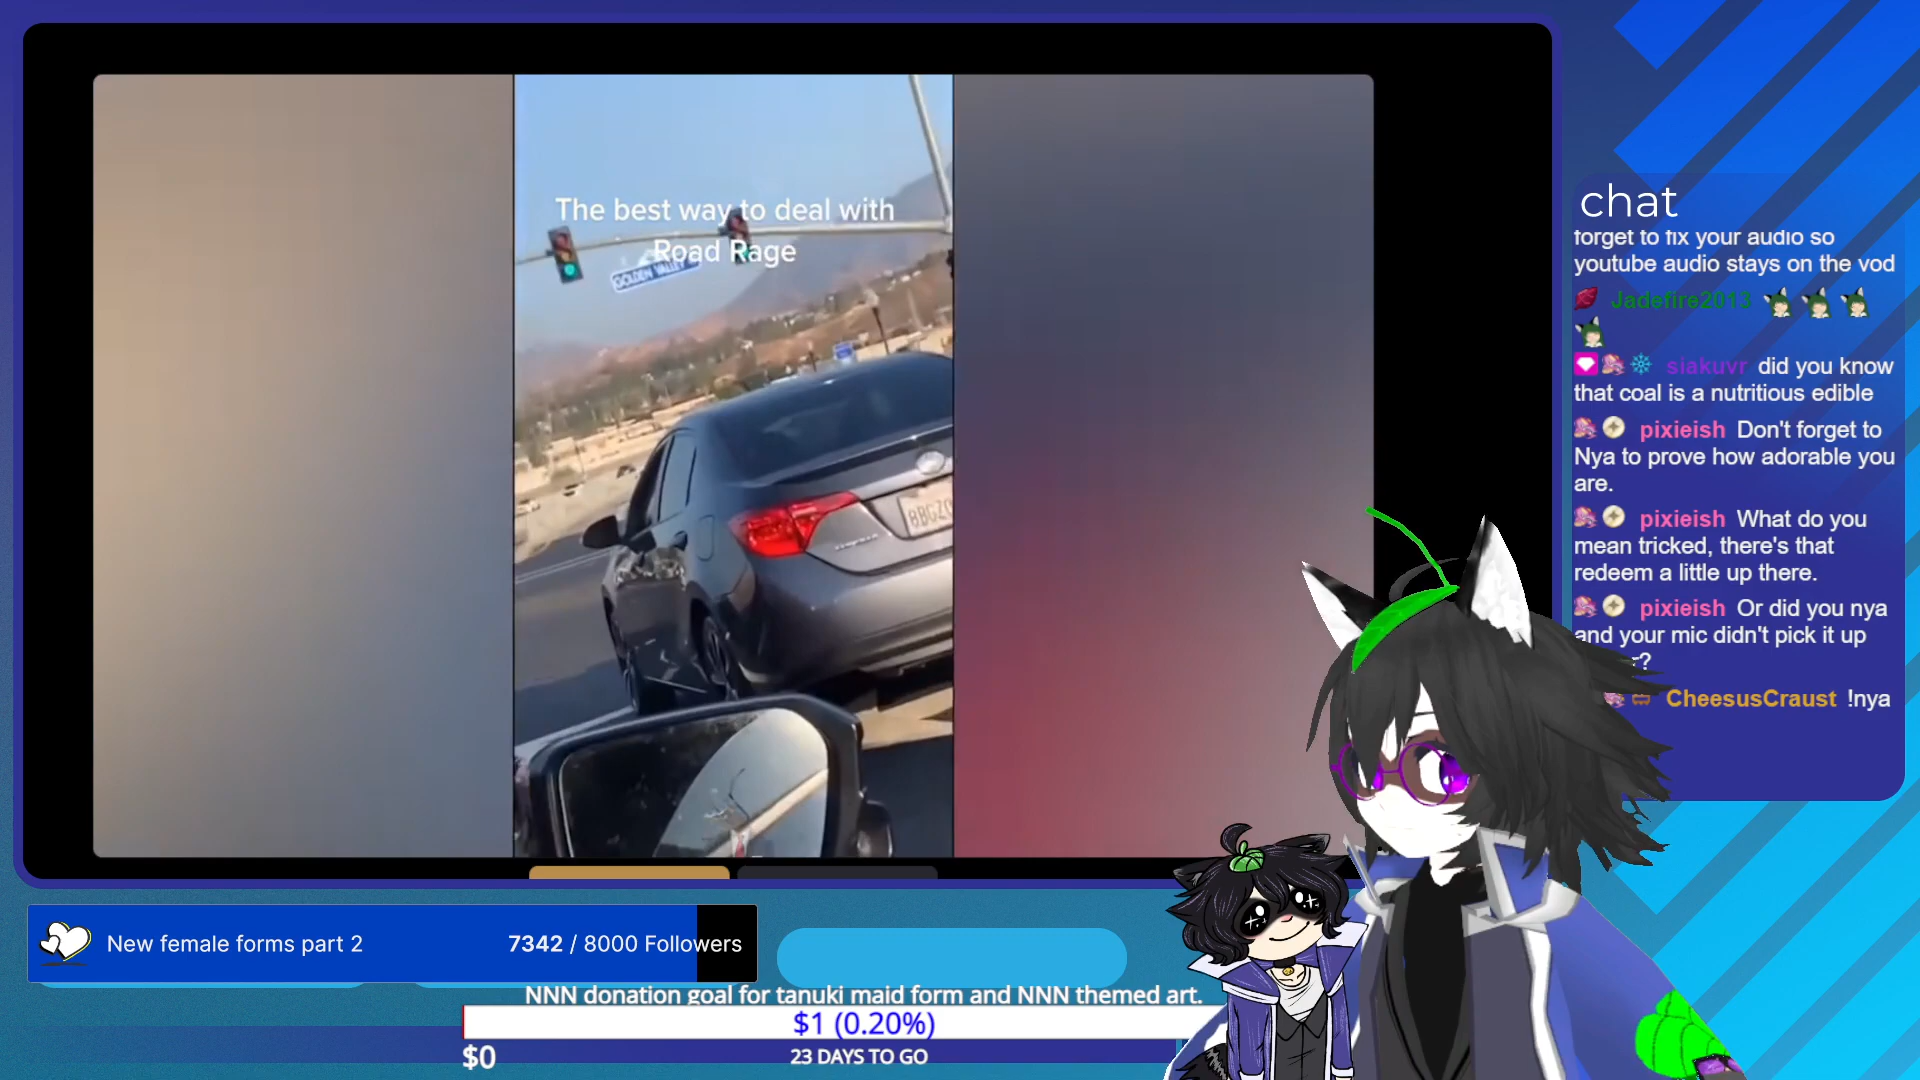 The best way to deal with
Road Rage
GOLDEN VALLEY
chat
forget to fix your audio so
youtube audio stays on the vod
Jadefire2013
siakuvr did you know
that coal is a nutritious edible
pixieish Don't forget to
Nya to prove how adorable you
are.
pixieish What do you
mean tricked, there's that
redeem a little up there.
pixieish Or did you nya
and your mic didn't pick it up
CheesusCraust !nya
New female forms part 2
7342 / 8000 Followers
NNN donation goal for tanuki maid form and NNN themed art.
$1 (0.20%)
$0
23 DAYS TO GO